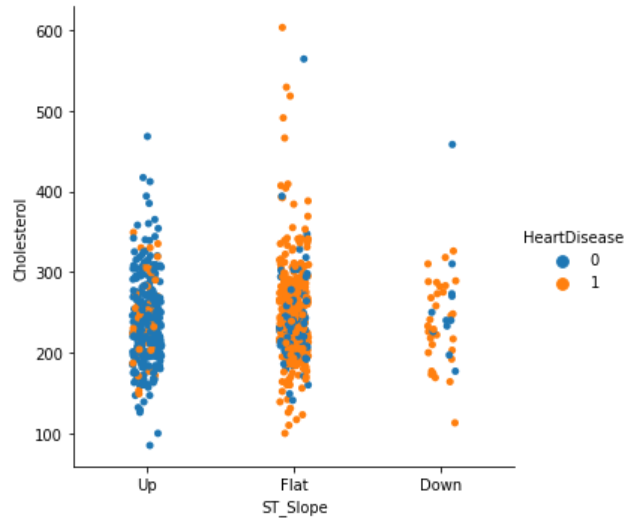 600
500
400
300
200
100
Cholesterol
Up
Flat
Down
ST_Slope
HeartDisease
0
1